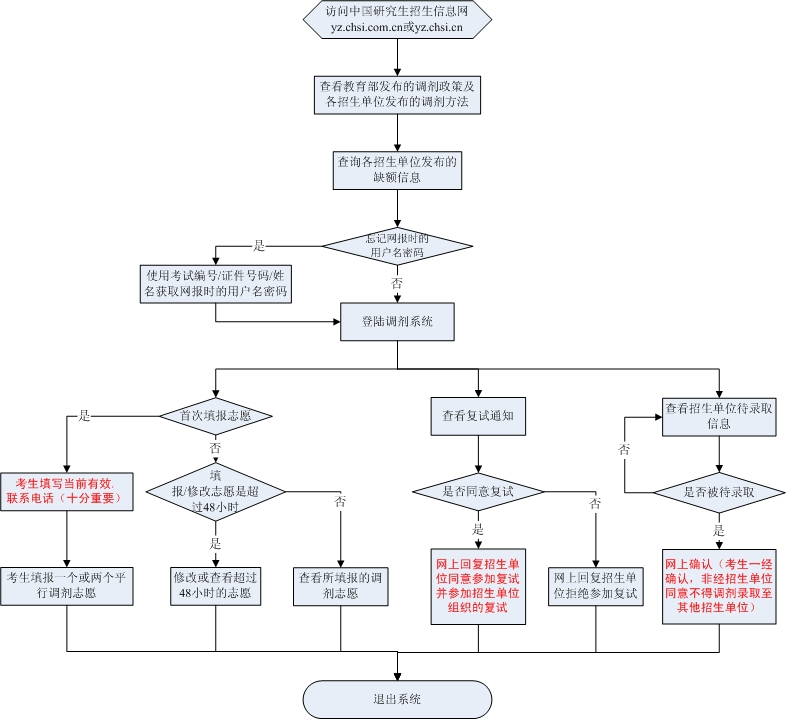 访问中国研究生招生信息网
yz.chsi.com.cn或yz.chsi.cn
查看教育部发布的调剂政策及
各招生单位发布的调剂方法
查询各招生单位发布的
缺额信息
忘记网报时的
用户名密码
是
否
使用考试编号/证件号码/姓
名获取网报时的用户名密码
登陆调剂系统
首次填报志愿
是
否
考生填写当前有效.
联系电话（十分重要）
填
报/修改志愿是超
过48小时
是
否
考生填报一个或两个平
行调剂志愿
修改或查看超过
48小时的志愿
查看所填报的调
剂志愿
查看复试通知
是否同意复试
是
否
网上回复招生单
位同意参加复试
并参加招生单位
组织的复试
网上回复招生单
位拒绝参加复试
查看招生单位待录取
信息
否
是否被待录取
是
网上确认（考生一经
确认，非经招生单位
同意不得调剂录取至
其他招生单位）
退出系统